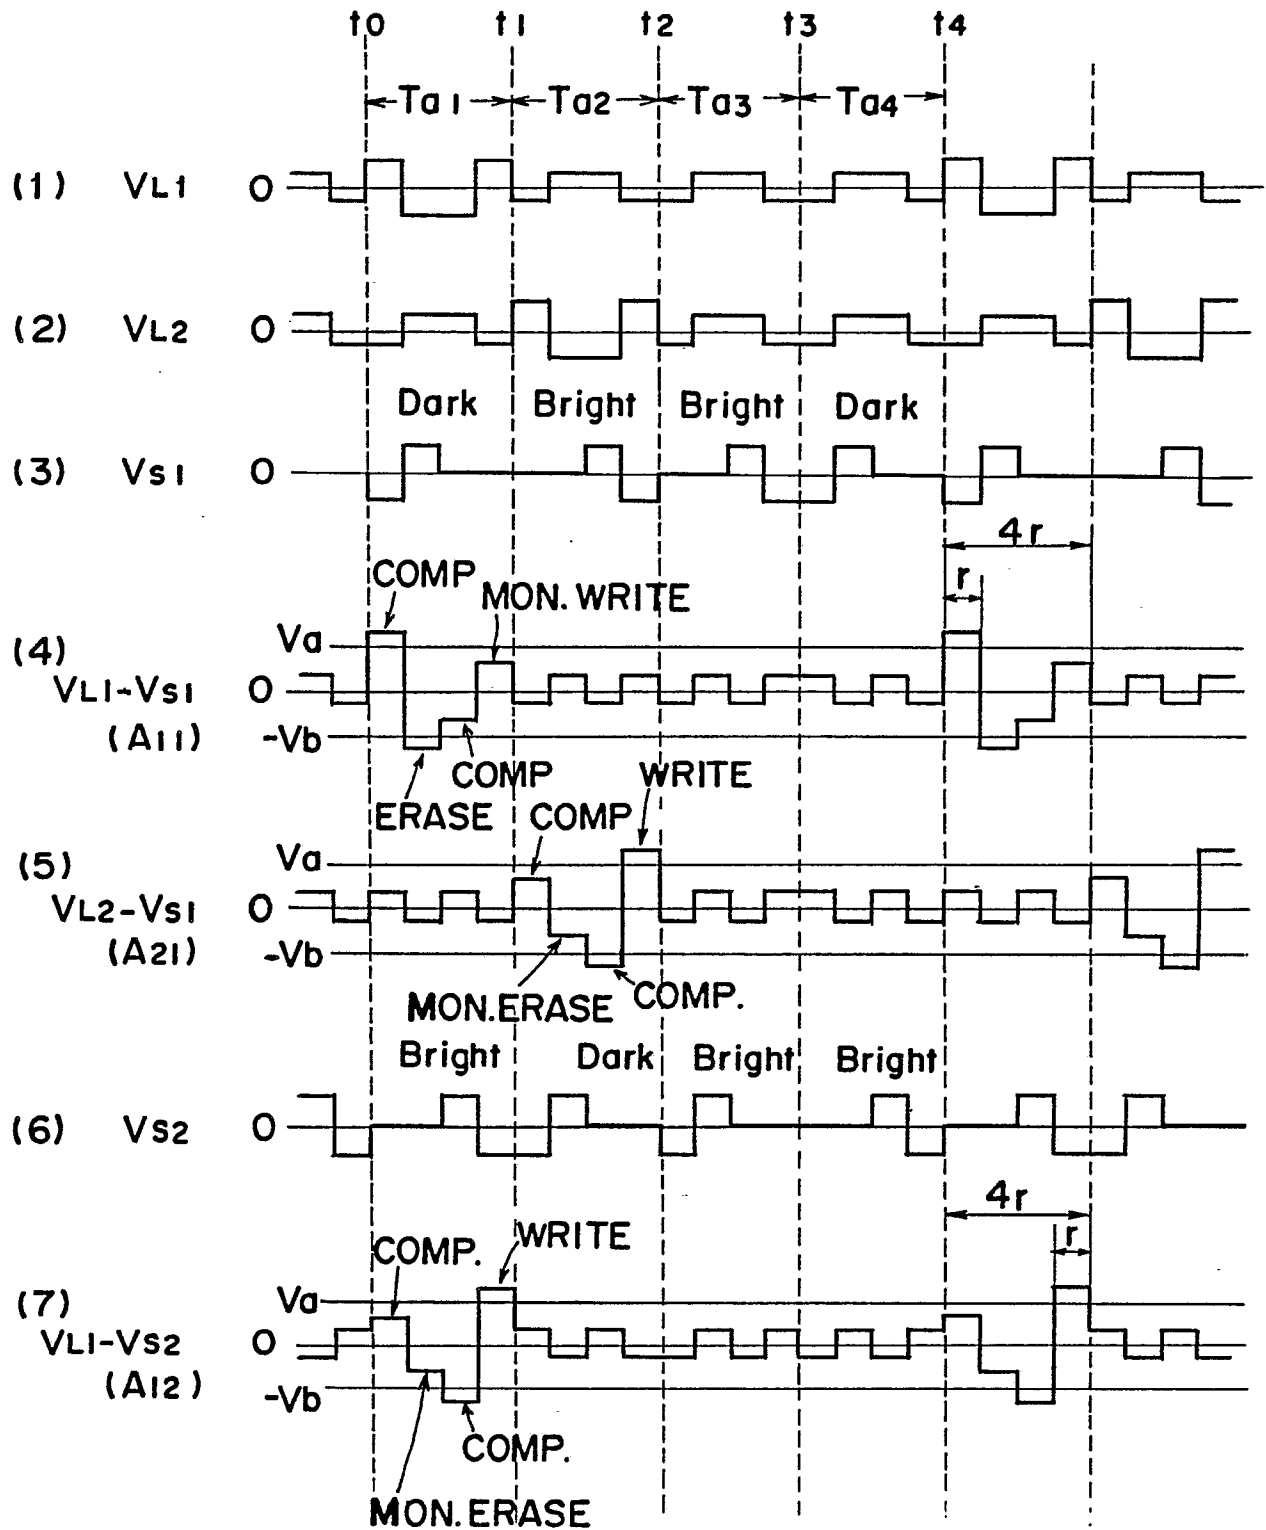 t0 t1 t2 t3 t4
Ta1 Ta2 Ta3 Ta4
(1) VL1 0
(2) VL2 0
Dark Bright Bright Dark
(3) VS1 0
4r
r
COMP
MON. WRITE
(4) Va
VL1-VS1 0
(A11) -Vb
COMP
ERASE
WRITE
COMP
(5) Va
VL2-VS1 0
(A21) -Vb
MON.ERASE
COMP.
Bright Dark Bright Bright
(6) VS2 0
4r
r
COMP.
WRITE
(7) Va
VL1-VS2 0
(A12) -Vb
COMP.
MON.ERASE